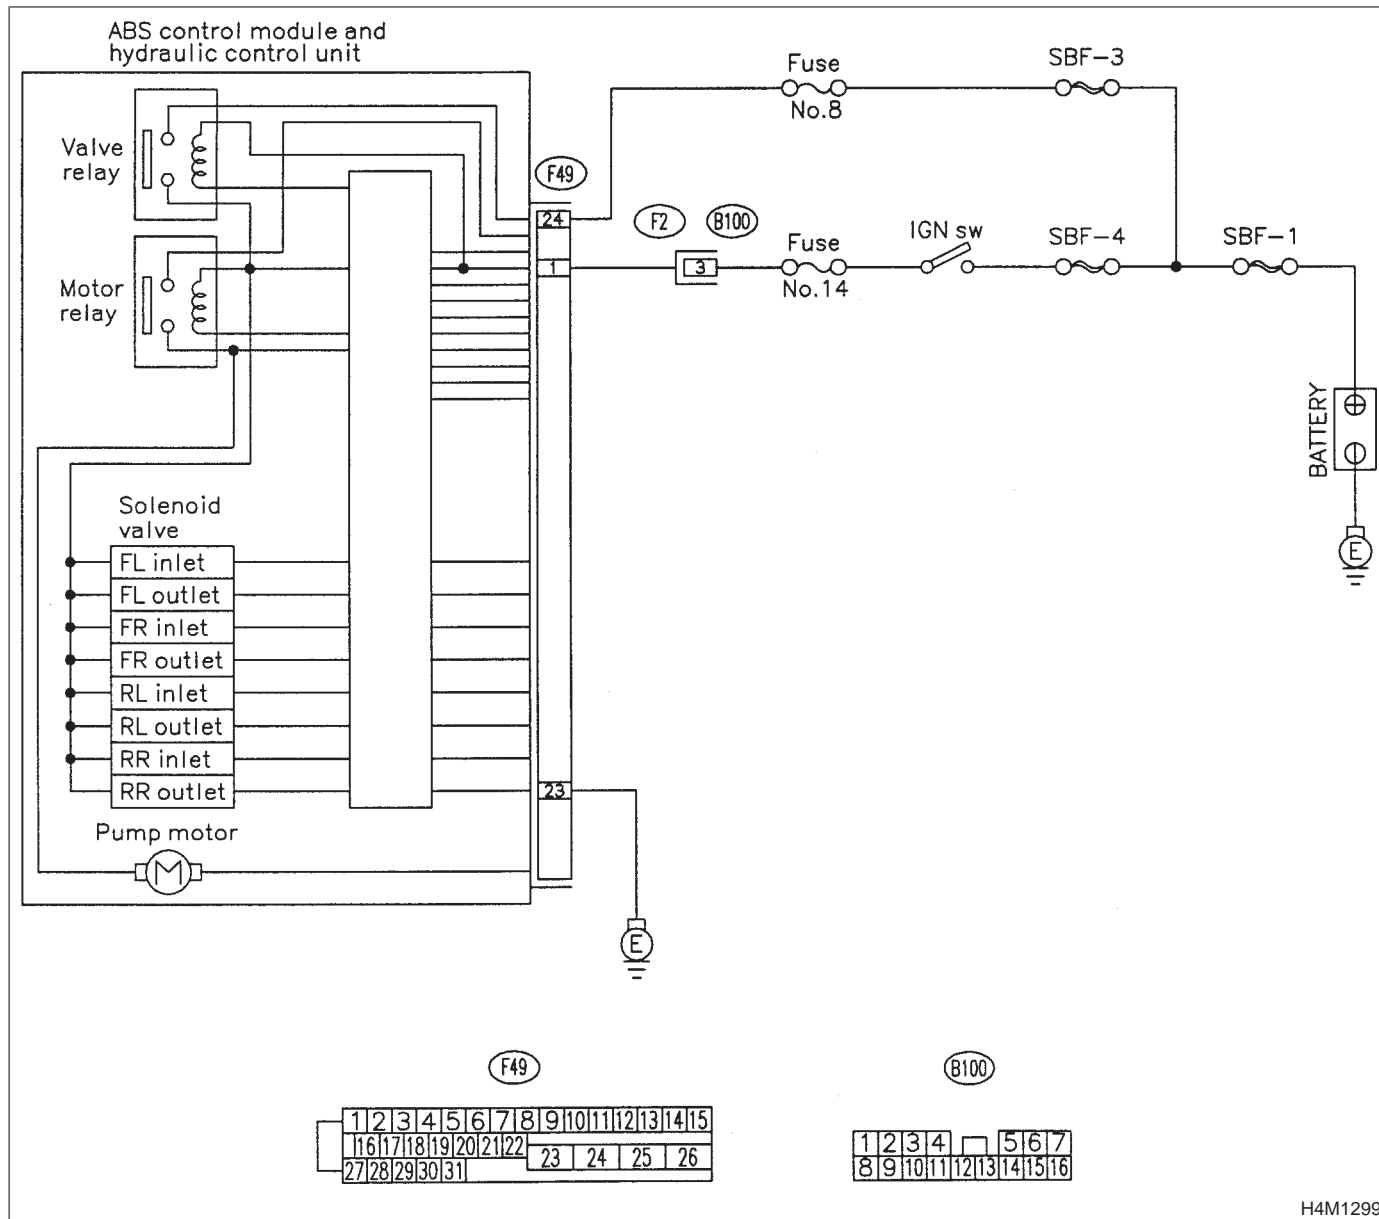 ABS control module and
hydraulic control unit
Valve
relay
Motor
relay
F49
24
1
F2
B100
3
Fuse
No.8
SBF-3
Fuse
No.14
IGN sw
SBF-4
SBF-1
BATTERY
E
Solenoid
valve
FL inlet
FL outlet
FR inlet
FR outlet
RL inlet
RL outlet
RR inlet
RR outlet
23
Pump motor
M
E
F49
1 2 3 4 5 6 7 8 9 10 11 12 13 14 15
16 17 18 19 20 21 22
23 24 25 26
27 28 29 30 31
B100
1 2 3 4 5 6 7
8 9 10 11 12 13 14 15 16
H4M1299